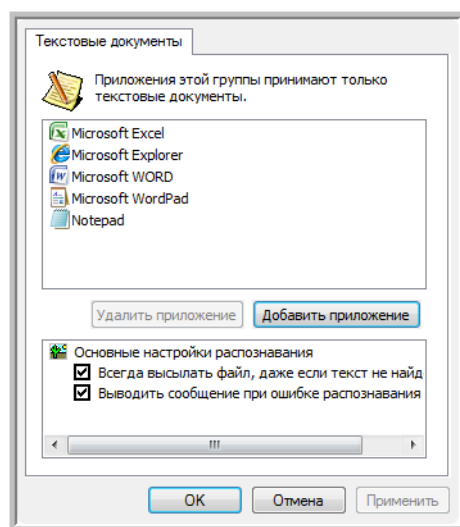 Текстовые документы
Приложения этой группы принимают только
текстовые документы.
Microsoft Excel
Microsoft Explorer
Microsoft WORD
Microsoft WordPad
Notepad
Удалить приложение Добавить приложение
Основные настройки распознавания
Всегда высылать файл, даже если текст не найд
Выводить сообщение при ошибке распознавания
OK Отмена Применить